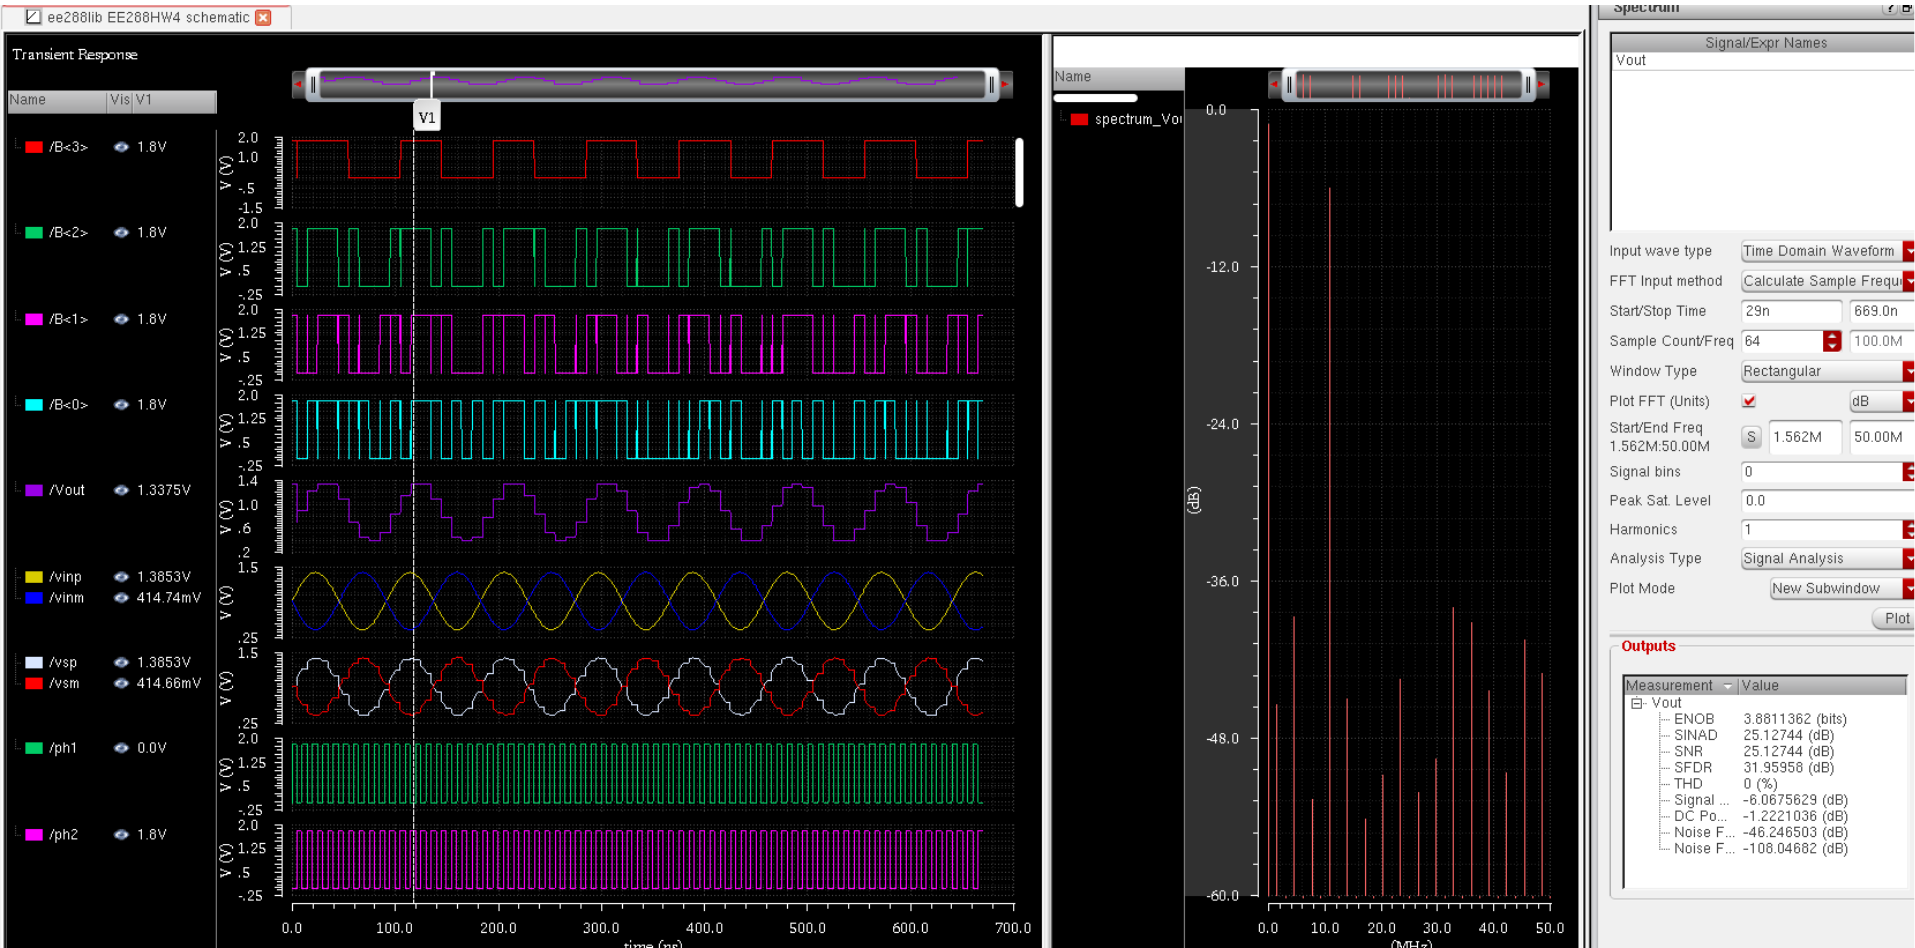 ee288lib EE288HW4 schematic
Transient Response
Name Vis V1
V1
/B<3> 1.8V
V (V)
2.0
1.0
-.5
-1.5
/B<2> 1.8V
V (V)
2.0
1.25
.5
-.25
/B<1> 1.8V
V (V)
2.0
1.25
.5
-.25
/B<0> 1.8V
V (V)
2.0
1.25
.5
-.25
/Vout 1.3375V
V (V)
1.4
1.0
.6
.2
/vinp 1.3853V
/vinm 414.74mV
V (V)
1.5
.25
/vsp 1.3853V
/vsm 414.66mV
V (V)
1.5
.25
/ph1 0.0V
V (V)
2.0
1.25
.5
-.25
/ph2 1.8V
V (V)
2.0
1.25
.5
-.25
0.0 100.0 200.0 300.0 400.0 500.0 600.0 700.0
time (ns)
Name
spectrum_Vou
(dB)
0.0
-12.0
-24.0
-36.0
-48.0
-60.0
0.0 10.0 20.0 30.0 40.0 50.0
(MHz)
Spectrum
Signal/Expr Names
Vout
Input wave type Time Domain Waveform
FFT Input method Calculate Sample Freque
Start/Stop Time 29n 669.0n
Sample Count/Freq 64 100.0M
Window Type Rectangular
Plot FFT (Units) dB
Start/End Freq
1.562M:50.00M S 1.562M 50.00M
Signal bins 0
Peak Sat. Level 0.0
Harmonics 1
Analysis Type Signal Analysis
Plot Mode New Subwindow
Plot
Outputs
Measurement Value
Vout
ENOB 3.8811362 (bits)
SINAD 25.12744 (dB)
SNR 25.12744 (dB)
SFDR 31.95958 (dB)
THD 0 (%)
Signal ... -6.0675629 (dB)
DC Po... -1.2221036 (dB)
Noise F... -46.246503 (dB)
Noise F... -108.04682 (dB)